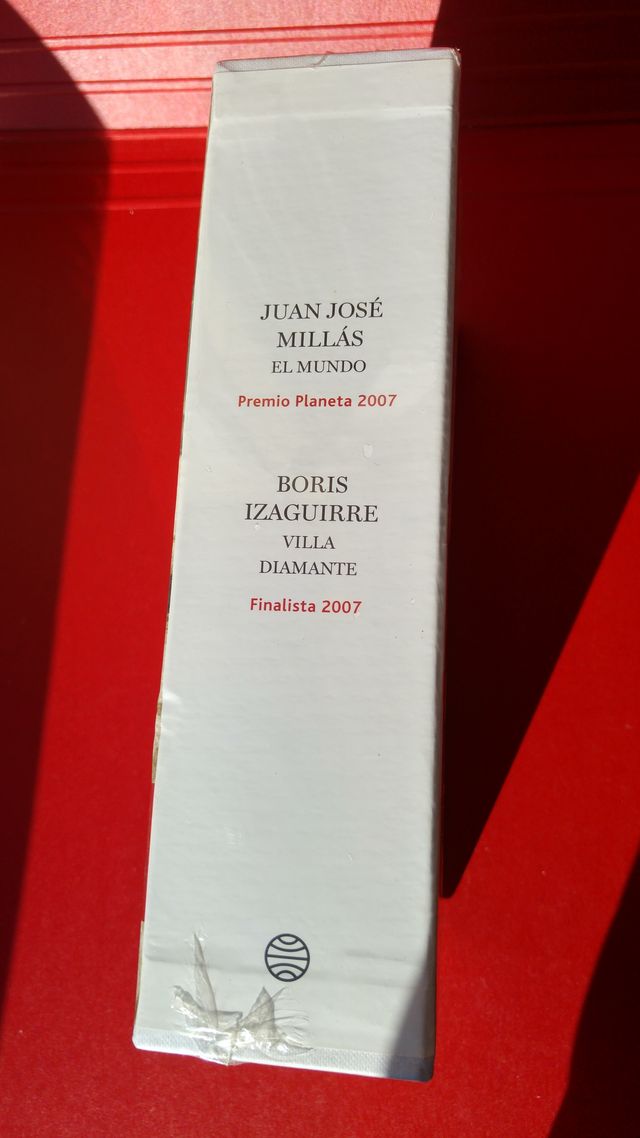 JUAN JOSÉ
MILLÁS
EL MUNDO
Premio Planeta 2007
BORIS
IZAGUIRRE
VILLA
DIAMANTE
Finalista 2007